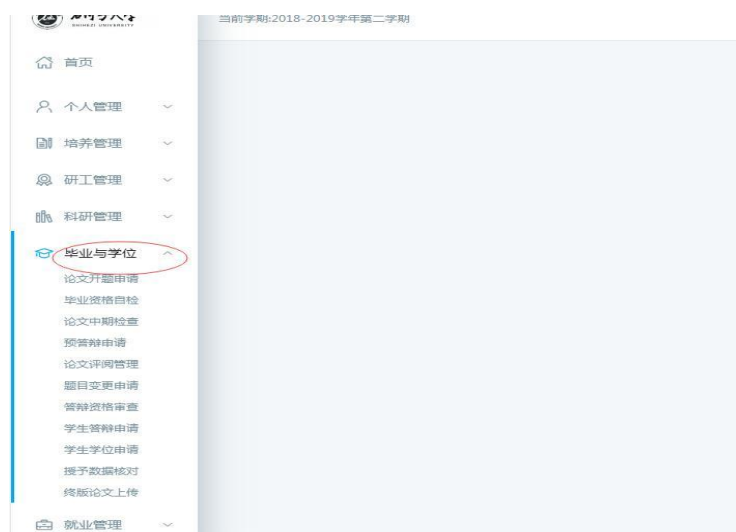 SHIHEZI UNIVERSITY
当前学期:2018-2019学年第二学期
首页
个人管理
培养管理
研工管理
科研管理
毕业与学位
论文开题申请
毕业资格自检
论文中期检查
预答辩申请
论文评阅管理
题目变更申请
答辩资格审查
学生答辩申请
学生学位申请
授予数据核对
终版论文上传
就业管理